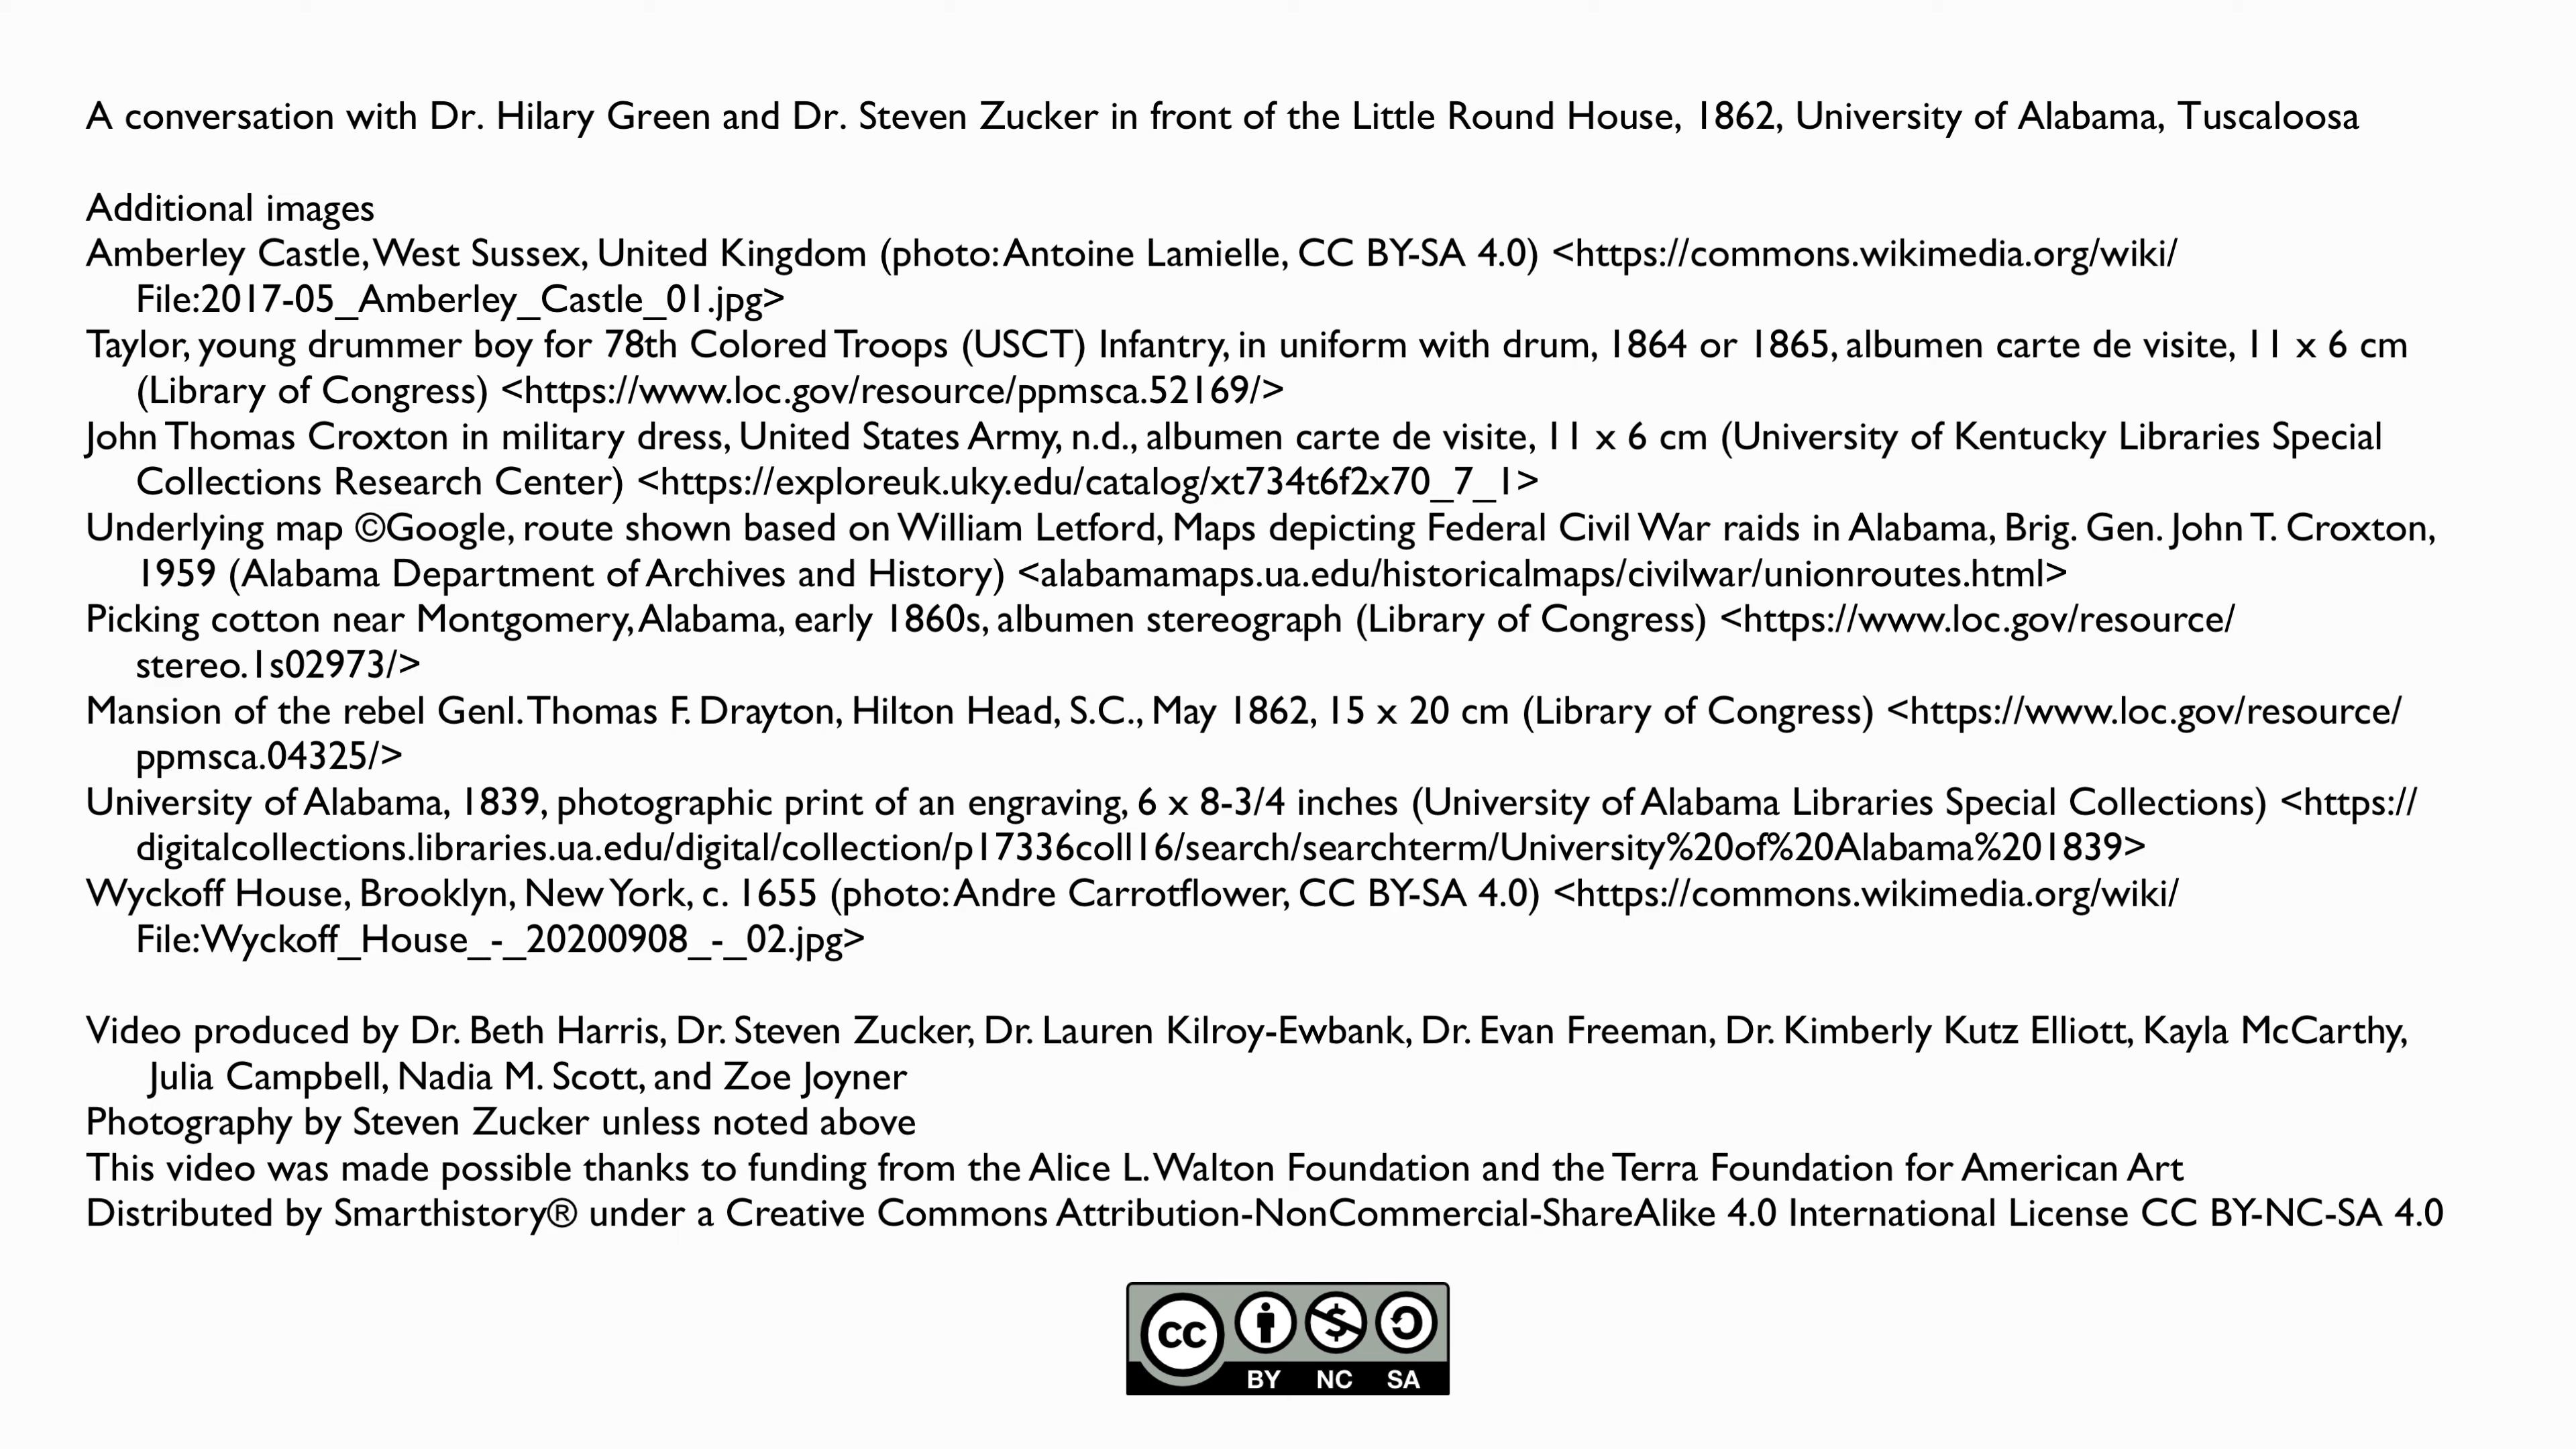 A conversation with Dr. Hilary Green and Dr. Steven Zucker in front of the Little Round House, 1862, University of Alabama, Tuscaloosa
Additional images
Amberley Castle, West Sussex, United Kingdom (photo: Antoine Lamielle, CC BY-SA 4.0) <https://commons.wikimedia.org/wiki/
File:2017-05_Amberley_Castle_01.jpg>
Taylor, young drummer boy for 78th Colored Troops (USCT) Infantry, in uniform with drum, 1864 or 1865, albumen carte de visite, 11 x 6 cm
(Library of Congress) <https://www.loc.gov/resource/ppmsca.52169/>
John Thomas Croxton in military dress, United States Army, n.d., albumen carte de visite, 11 x 6 cm (University of Kentucky Libraries Special
Collections Research Center) <https://exploreuk.uky.edu/catalog/xt734t6f2x70_7_1>
Underlying map ©Google, route shown based on William Letford, Maps depicting Federal Civil War raids in Alabama, Brig. Gen. John T. Croxton,
1959 (Alabama Department of Archives and History) <alabamamaps.ua.edu/historicalmaps/civilwar/unionroutes.html>
Picking cotton near Montgomery, Alabama, early 1860s, albumen stereograph (Library of Congress) <https://www.loc.gov/resource/
stereo.1s02973/>
Mansion of the rebel Genl. Thomas F. Drayton, Hilton Head, S.C., May 1862, 15 x 20 cm (Library of Congress) <https://www.loc.gov/resource/
ppmsca.04325/>
University of Alabama, 1839, photographic print of an engraving, 6 x 8-3/4 inches (University of Alabama Libraries Special Collections) <https://
digitalcollections.libraries.ua.edu/digital/collection/p17336coll16/search/searchterm/University%20of%20Alabama%201839>
Wyckoff House, Brooklyn, New York, c. 1655 (photo: Andre Carrotflower, CC BY-SA 4.0) <https://commons.wikimedia.org/wiki/
File:Wyckoff_House_-_20200908_-_02.jpg>
Video produced by Dr. Beth Harris, Dr. Steven Zucker, Dr. Lauren Kilroy-Ewbank, Dr. Evan Freeman, Dr. Kimberly Kutz Elliott, Kayla McCarthy,
Julia Campbell, Nadia M. Scott, and Zoe Joyner
Photography by Steven Zucker unless noted above
This video was made possible thanks to funding from the Alice L. Walton Foundation and the Terra Foundation for American Art
Distributed by Smarthistory® under a Creative Commons Attribution-NonCommercial-ShareAlike 4.0 International License CC BY-NC-SA 4.0
cc
BY NC SA